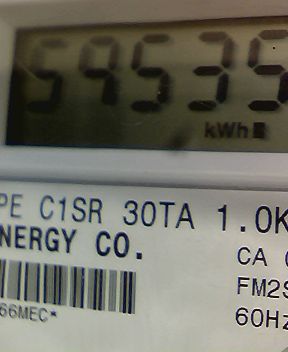 59535
kWh
PE C1SR 30TA 1.0K
NERGY CO.
CA
FM2S
66MEC*
60Hz